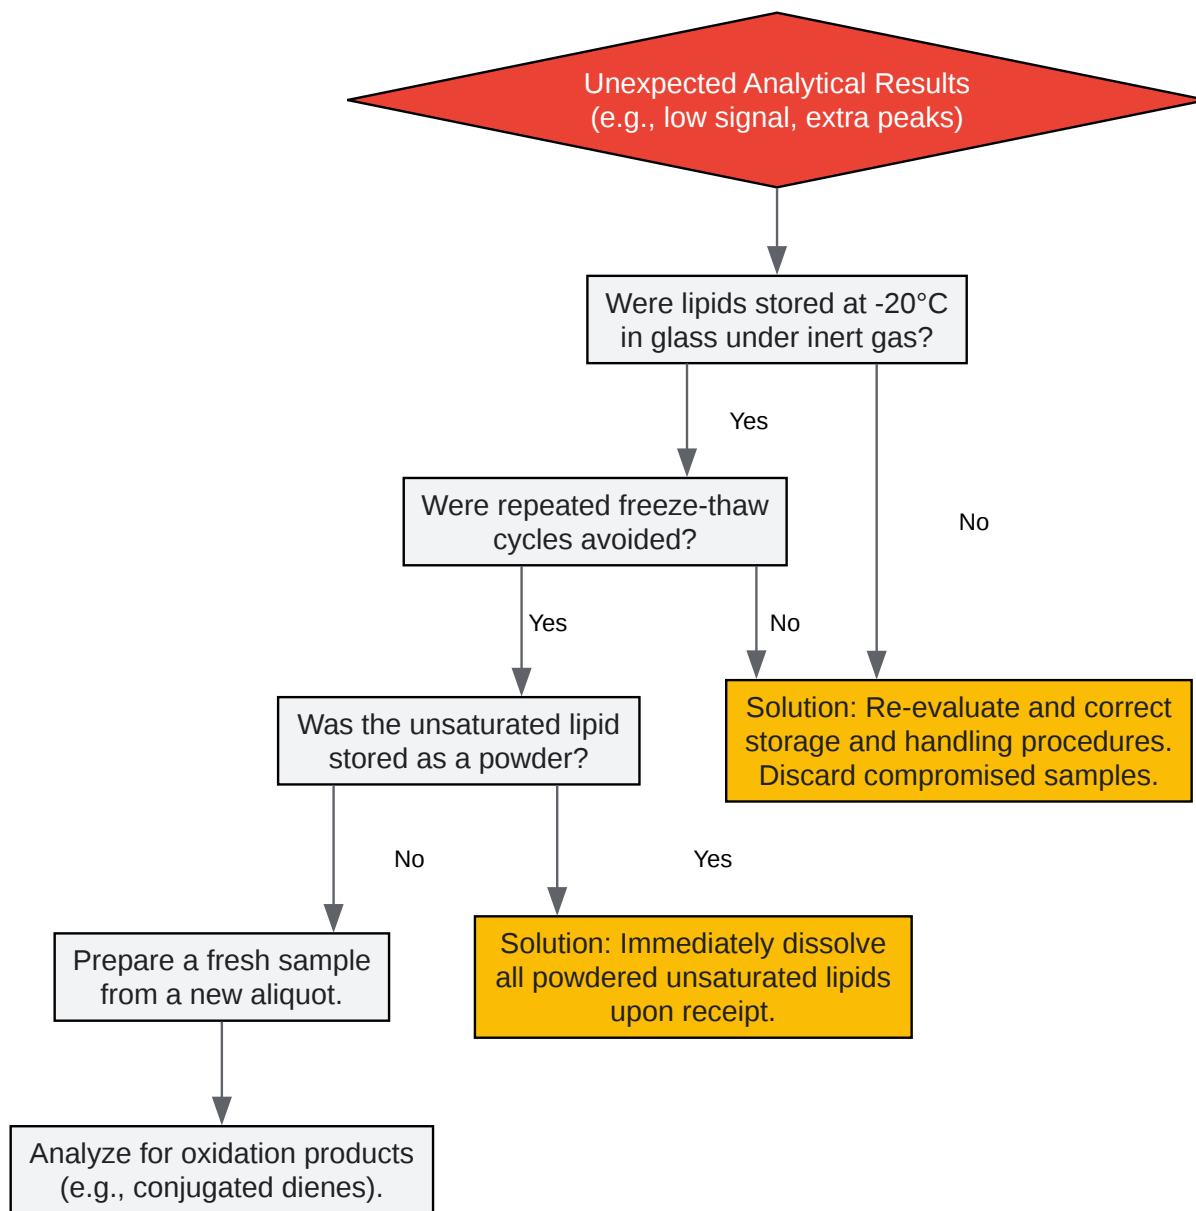 Unexpected Analytical Results
(e.g., low signal, extra peaks)
Were lipids stored at -20°C
in glass under inert gas?
Yes
No
Were repeated freeze-thaw
cycles avoided?
Yes
No
Was the unsaturated lipid
stored as a powder?
Solution: Re-evaluate and correct
storage and handling procedures.
Discard compromised samples.
No
Yes
Prepare a fresh sample
from a new aliquot.
Solution: Immediately dissolve
all powdered unsaturated lipids
upon receipt.
Analyze for oxidation products
(e.g., conjugated dienes).